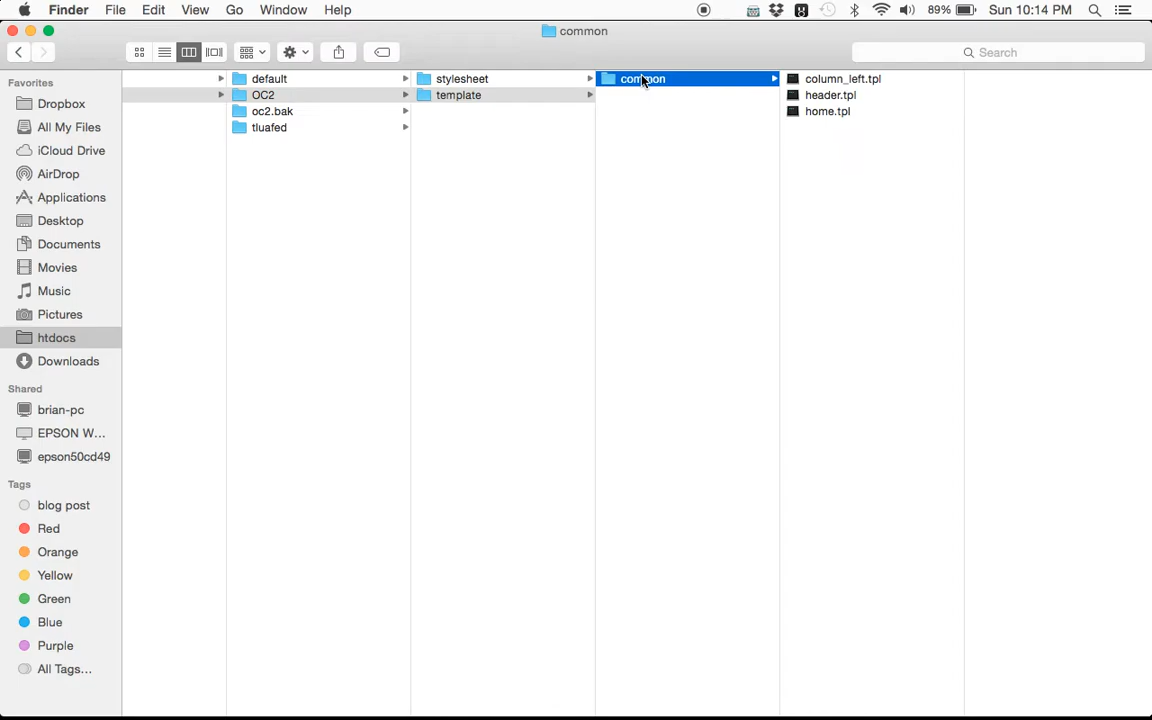 Finder File Edit View Go Window Help 89% Sun 10:14 PM
common
Search
Favorites
Dropbox
All My Files
iCloud Drive
AirDrop
Applications
Desktop
Documents
Movies
Music
Pictures
htdocs
Downloads
Shared
brian-pc
EPSON W...
epson50cd49
Tags
blog post
Red
Orange
Yellow
Green
Blue
Purple
All Tags...
default
OC2
oc2.bak
tluafed
stylesheet
template
common
column_left.tpl
header.tpl
home.tpl